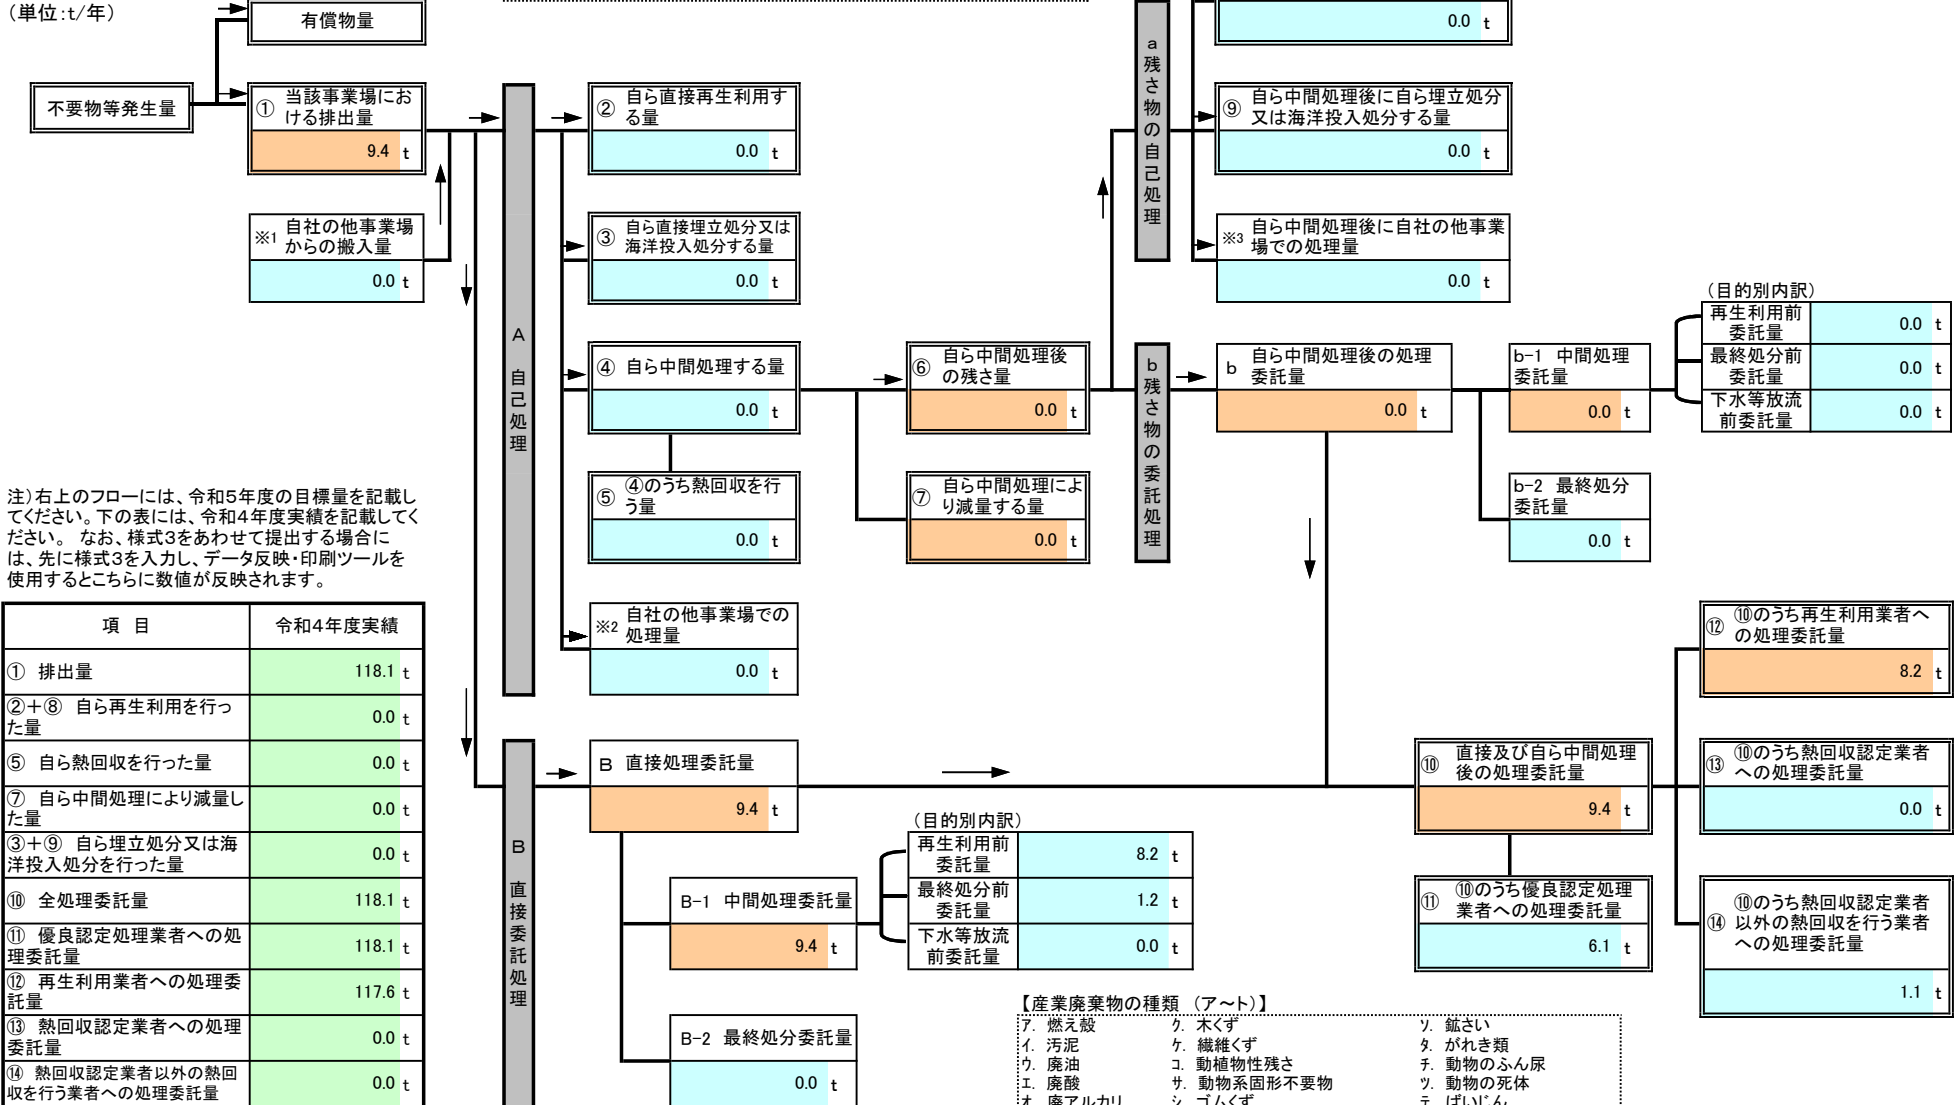 （単位：t／年）
有償物量
不要物等発生量
① 当該事業場にお
ける排出量
9.4 t
※1 自社の他事業場
からの搬入量
0.0 t
A 自己処理
② 自ら直接再生利用す
る量
0.0 t
③ 自ら直接埋立処分又は
海洋投入処分する量
0.0 t
④ 自ら中間処理する量
0.0 t
⑤ ④のうち熱回収を行
う量
0.0 t
※2 自社の他事業場での
処理量
0.0 t
⑥ 自ら中間処理後
の残さ量
0.0 t
⑦ 自ら中間処理によ
り減量する量
0.0 t
a 残さ物の自己処理
0.0 t
⑨ 自ら中間処理後に自ら埋立処分
又は海洋投入処分する量
0.0 t
※3 自ら中間処理後に自社の他事業
場での処理量
0.0 t
b 残さ物の委託処理
b 自ら中間処理後の処理
委託量
0.0 t
b-1 中間処理
委託量
0.0 t
（目的別内訳）
再生利用前
委託量 0.0 t
最終処分前
委託量 0.0 t
下水等放流
前委託量 0.0 t
b-2 最終処分
委託量
0.0 t
注）右上のフローには、令和５年度の目標量を記載し
てください。下の表には、令和４年度実績を記載してく
ださい。 なお、様式３をあわせて提出する場合に
は、先に様式３を入力し、データ反映・印刷ツールを
使用するとこちらに数値が反映されます。
項 目 令和４年度実績
① 排出量 118.1 t
②＋⑧ 自ら再生利用を行っ
た量 0.0 t
⑤ 自ら熱回収を行った量 0.0 t
⑦ 自ら中間処理により減量し
た量 0.0 t
③＋⑨ 自ら埋立処分又は海
洋投入処分を行った量 0.0 t
⑩ 全処理委託量 118.1 t
⑪ 優良認定処理業者への処
理委託量 118.1 t
⑫ 再生利用業者への処理委
託量 117.6 t
⑬ 熱回収認定業者への処理
委託量 0.0 t
⑭ 熱回収認定業者以外の熱回
収を行う業者への処理委託量 0.0 t
B 直接委託処理
B 直接処理委託量
9.4 t
B-1 中間処理委託量
9.4 t
（目的別内訳）
再生利用前
委託量 8.2 t
最終処分前
委託量 1.2 t
下水等放流
前委託量 0.0 t
B-2 最終処分委託量
0.0 t
⑩ 直接及び自ら中間処理
後の処理委託量
9.4 t
⑪ ⑩のうち優良認定処理
業者への処理委託量
6.1 t
⑫ ⑩のうち再生利用業者へ
の処理委託量
8.2 t
⑬ ⑩のうち熱回収認定業者
への処理委託量
0.0 t
⑭ ⑩のうち熱回収認定業者
以外の熱回収を行う業者
への処理委託量
1.1 t
【産業廃棄物の種類 （ア～ト）】
ア. 燃え殻 ク. 木くず ソ. 鉱さい
イ. 汚泥 ケ. 繊維くず タ. がれき類
ウ. 廃油 コ. 動植物性残さ チ. 動物のふん尿
エ. 廃酸 サ. 動物系固形不要物 ツ. 動物の死体
オ. 廃アルカリ シ. ゴムくず テ. ばいじん